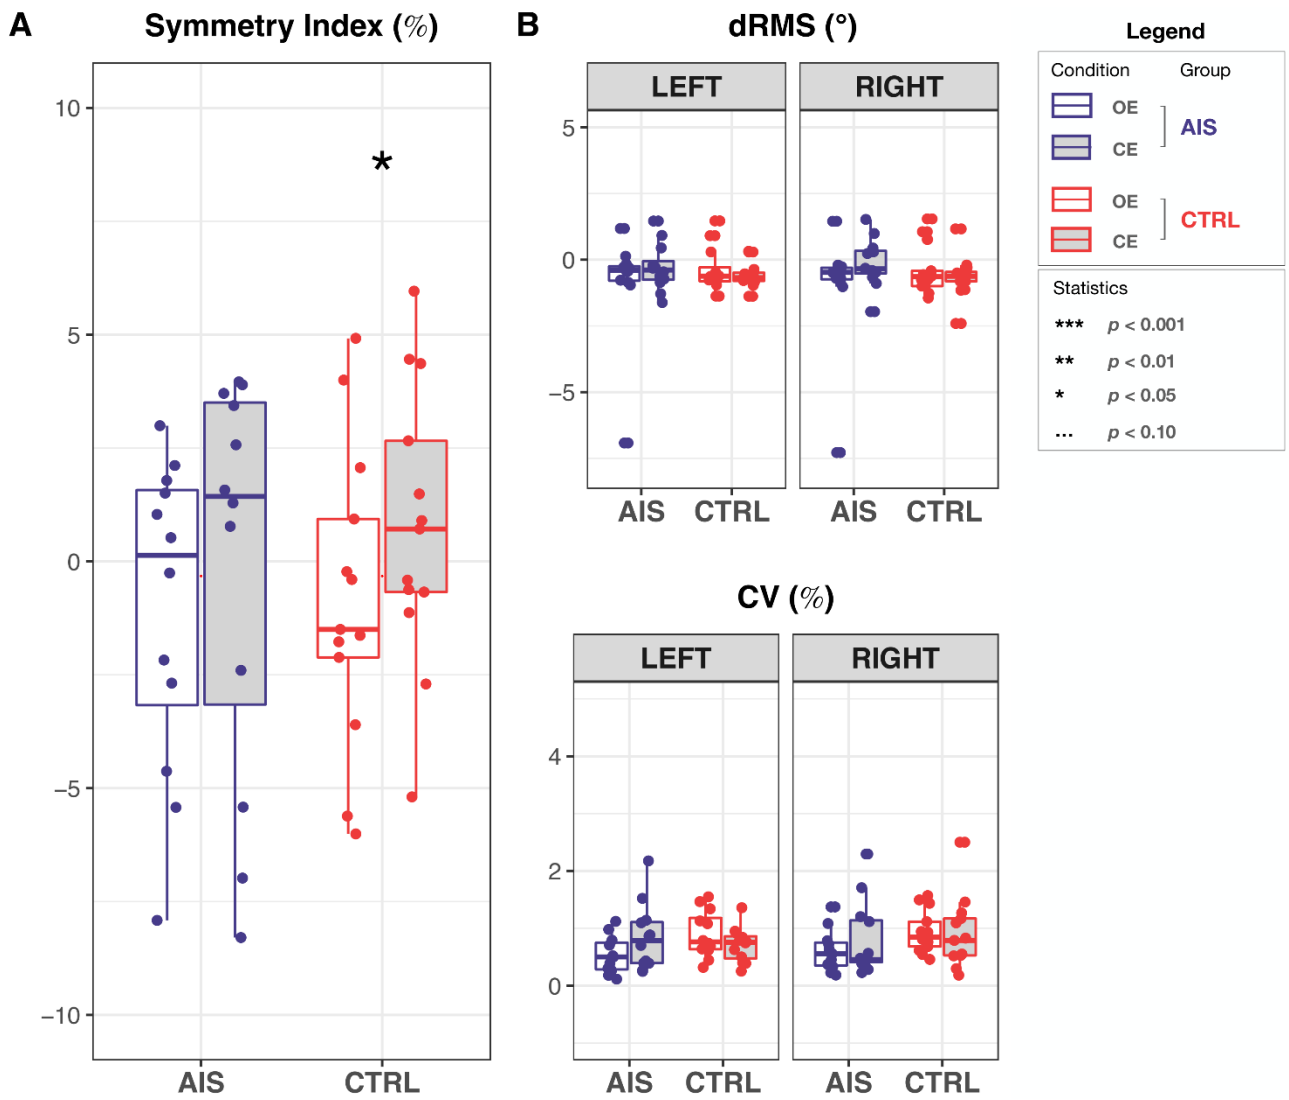 A
Symmetry Index (%)
10
5
0
−5
−10
*
AIS CTRL
B
dRMS (°)
LEFT RIGHT
5
0
−5
AIS CTRL AIS CTRL
CV (%)
LEFT RIGHT
4
2
0
AIS CTRL AIS CTRL
Legend
Condition Group
OE
CE
AIS
OE
CE
CTRL
Statistics
*** p < 0.001
** p < 0.01
* p < 0.05
... p < 0.10